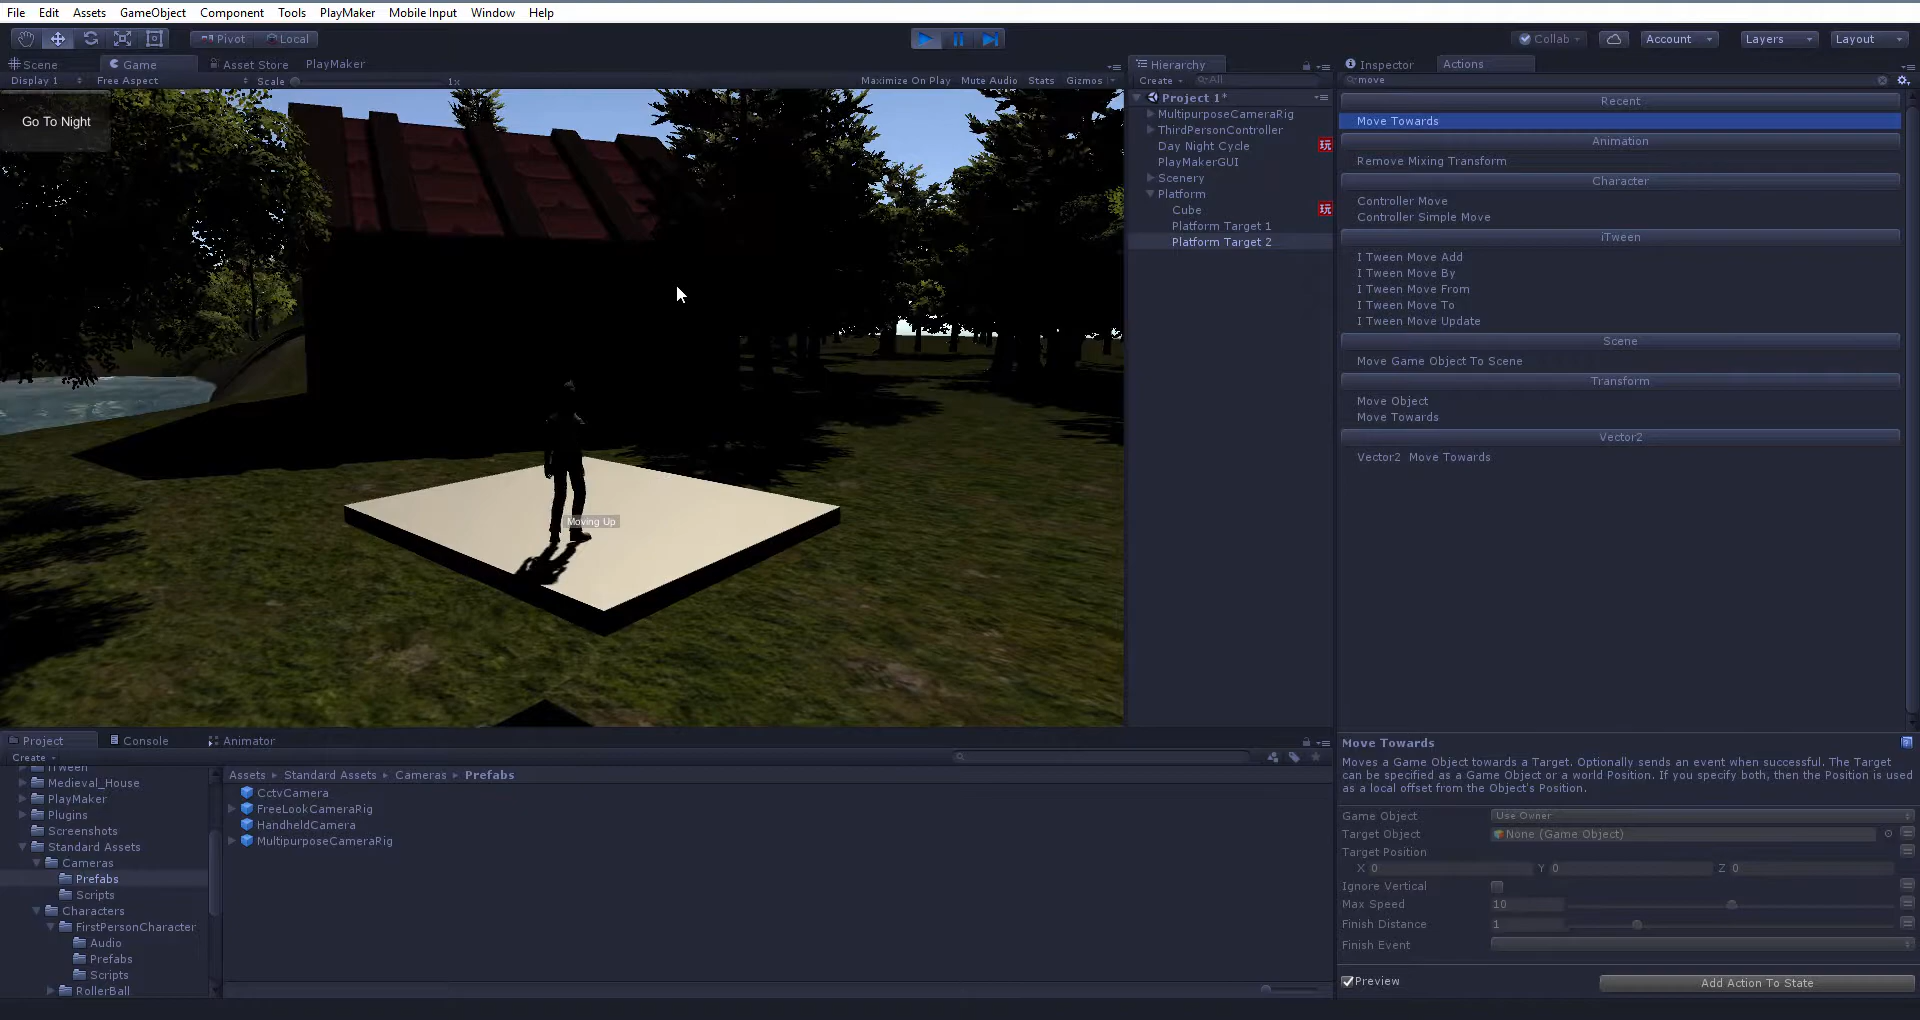 File Edit Assets GameObject Component Tools PlayMaker Mobile Input Window Help
Pivot Local
Collab Account Layers Layout
Scene Game Asset Store PlayMaker
Display 1 Free Aspect Scale 1x Maximize On Play Mute Audio Stats Gizmos
Go To Night
Moving Up
Hierarchy
Create All
Project 1*
MultipurposeCameraRig
ThirdPersonController
Day Night Cycle
玩
PlayMakerGUI
Scenery
Platform
Cube
玩
Platform Target 1
Platform Target 2
Inspector Actions
move
Recent
Move Towards
Animation
Remove Mixing Transform
Character
Controller Move
Controller Simple Move
iTween
I Tween Move Add
I Tween Move By
I Tween Move From
I Tween Move To
I Tween Move Update
Scene
Move Game Object To Scene
Transform
Move Object
Move Towards
Vector2
Vector2 Move Towards
Project Console Animator
Create
iTween
Medieval_House
PlayMaker
Plugins
Screenshots
Standard Assets
Cameras
Prefabs
Scripts
Characters
FirstPersonCharacter
Audio
Prefabs
Scripts
RollerBall
Assets Standard Assets Cameras Prefabs
CctvCamera
FreeLookCameraRig
HandheldCamera
MultipurposeCameraRig
Move Towards
Moves a Game Object towards a Target. Optionally sends an event when successful. The Target
can be specified as a Game Object or a world Position. If you specify both, then the Position is used
as a local offset from the Object's Position.
Game Object Use Owner
Target Object None (Game Object)
Target Position
X 0 Y 0 Z 0
Ignore Vertical
Max Speed 10
Finish Distance 1
Finish Event
Preview Add Action To State